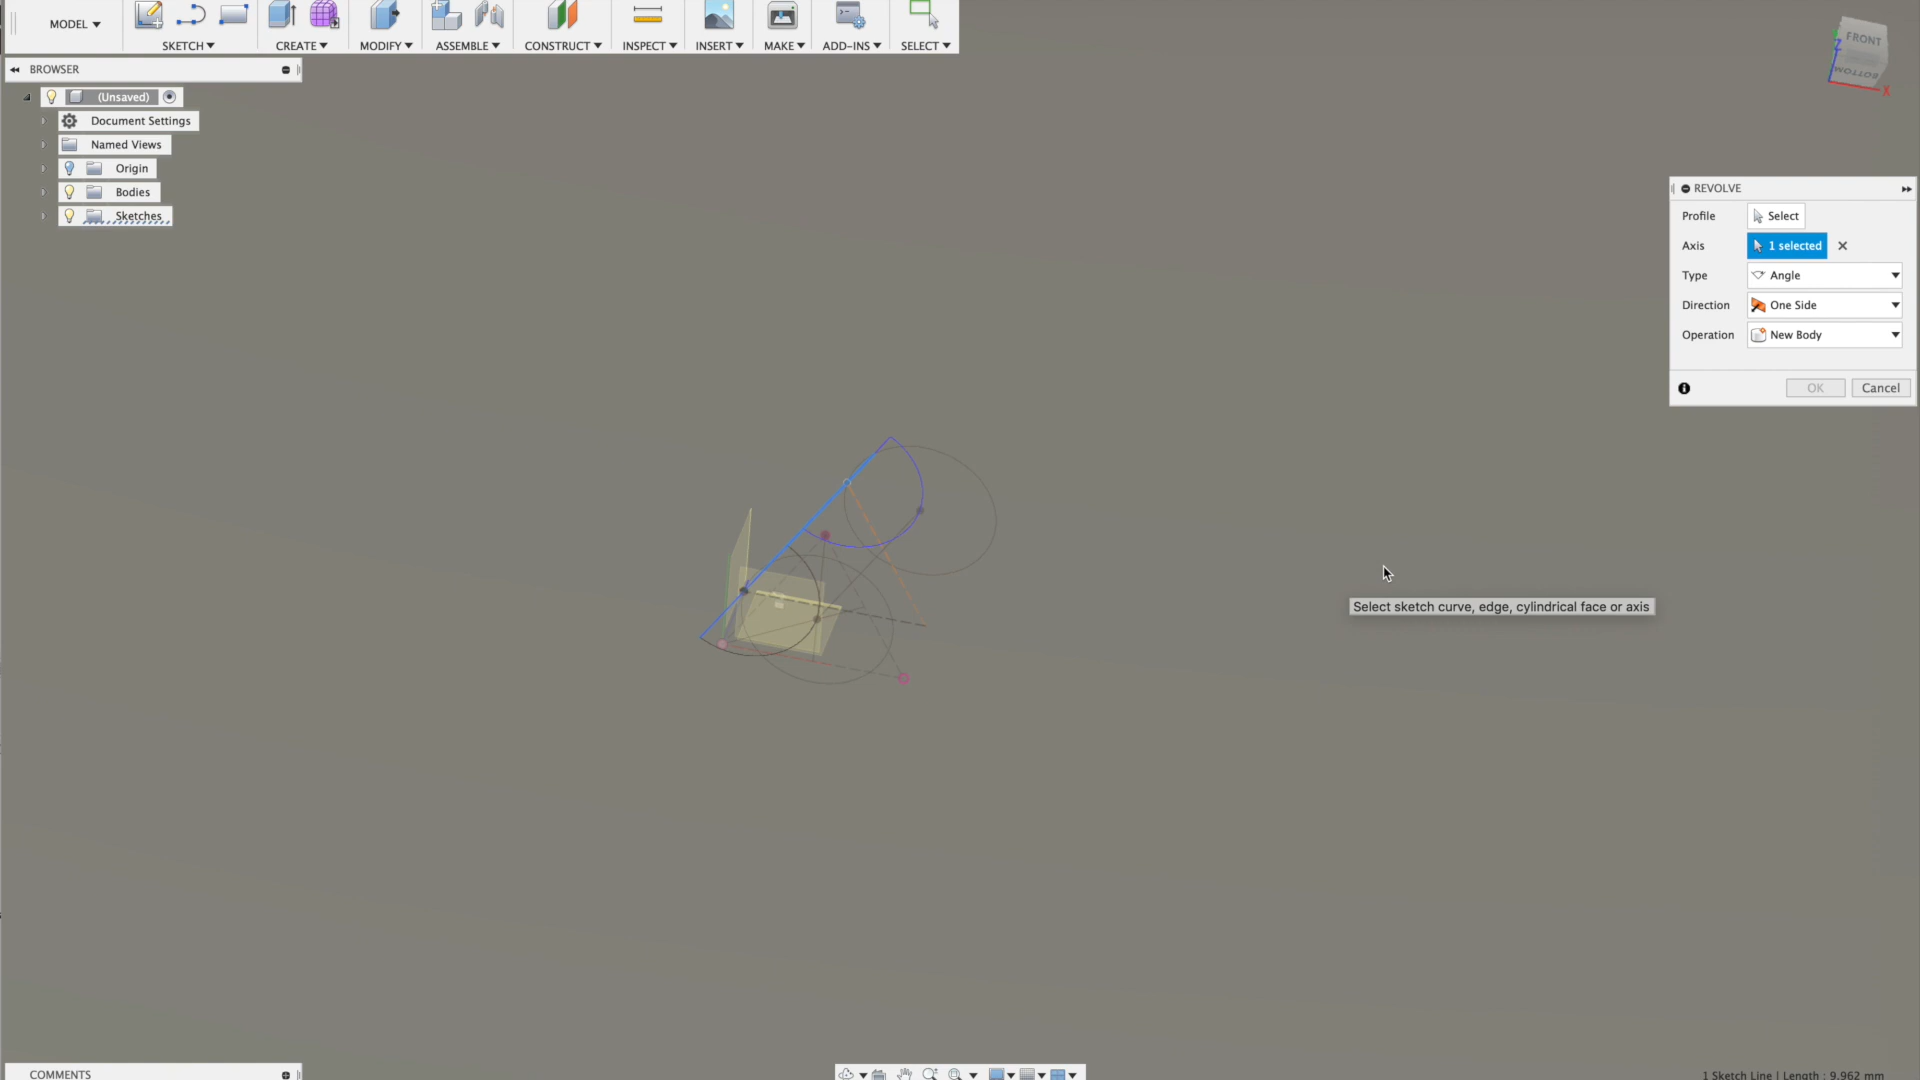 MODEL
SKETCH
CREATE
MODIFY
ASSEMBLE
CONSTRUCT
INSPECT
INSERT
MAKE
ADD-INS
SELECT
FRONT
BOTTOM
Z
X
BROWSER
(Unsaved)
Document Settings
Named Views
Origin
Bodies
Sketches
REVOLVE
Profile Select
Axis 1 selected
Type Angle
Direction One Side
Operation New Body
OK Cancel
Select sketch curve, edge, cylindrical face or axis
COMMENTS
1 Sketch Line | Length : 9.962 mm